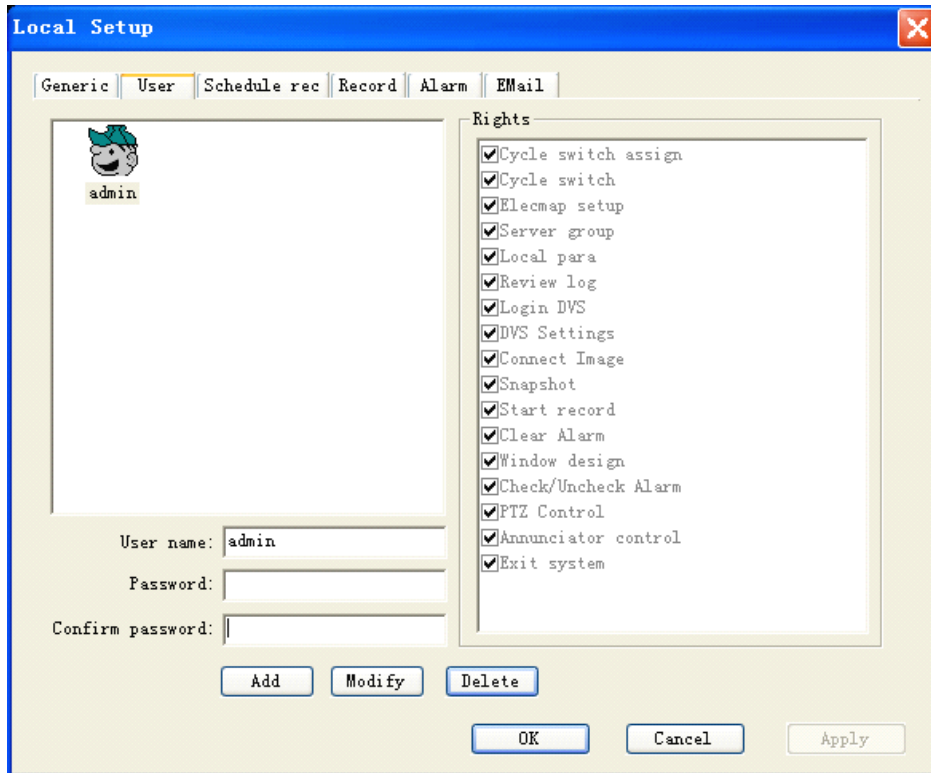 Local Setup
Generic User Schedule rec Record Alarm EMail
admin
Rights
Cycle switch assign
Cycle switch
Elecmap setup
Server group
Local para
Review log
Login DVS
DVS Settings
Connect Image
Snapshot
Start record
Clear Alarm
Window design
Check/Uncheck Alarm
PTZ Control
Annunciator control
Exit system
User name: admin
Password:
Confirm password:
Add Modify Delete
OK Cancel Apply